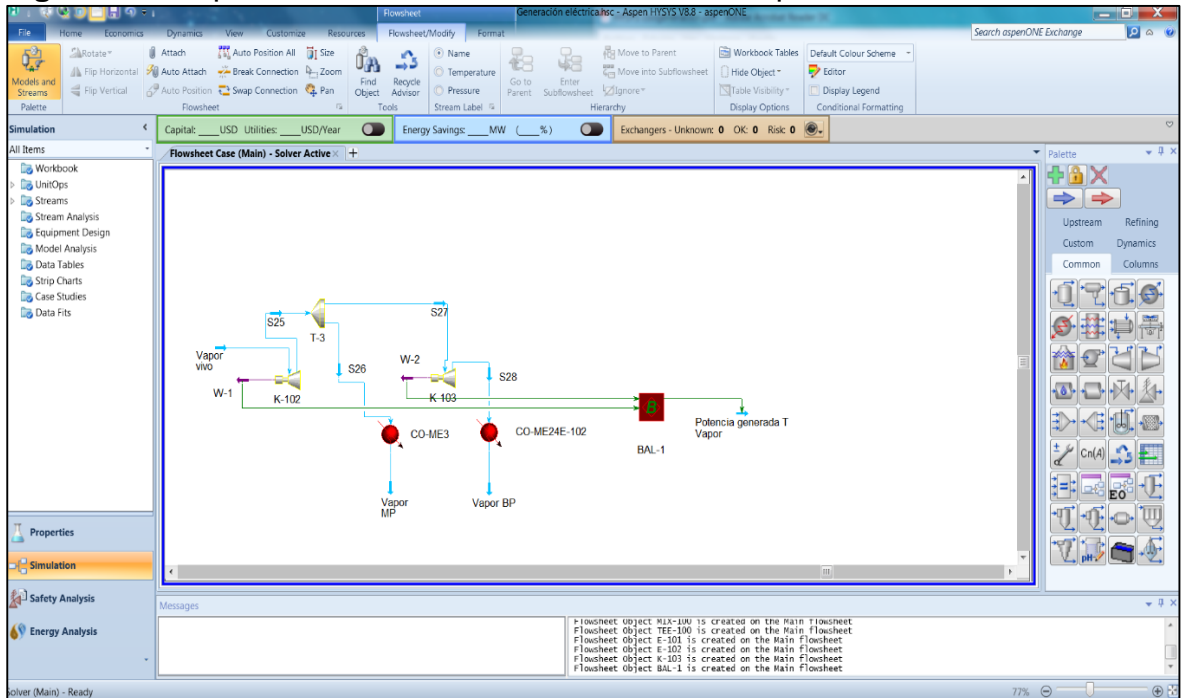 Flowsheet
Generación eléctrica.hsc - Aspen HYSYS V8.8 - aspenONE
File Home Economics Dynamics View Customize Resources Flowsheet/Modify Format
Search aspenONE Exchange
Models and Streams
Rotate
Flip Horizontal
Flip Vertical
Palette
Attach
Auto Attach
Auto Position
Auto Position All
Break Connection
Swap Connection
Size
Zoom
Pan
Flowsheet
Find Object
Recycle Advisor
Tools
Name
Temperature
Pressure
Stream Label
Go to Parent
Enter Subflowsheet
Move to Parent
Move into Subflowsheet
Ignore
Hierarchy
Workbook Tables
Hide Object
Table Visibility
Display Options
Default Colour Scheme
Editor
Display Legend
Conditional Formatting
Simulation
Capital: ____USD Utilities: ____USD/Year
Energy Savings: ____MW (____%)
Exchangers - Unknown: 0 OK: 0 Risk: 0
All Items
Workbook
UnitOps
Streams
Stream Analysis
Equipment Design
Model Analysis
Data Tables
Strip Charts
Case Studies
Data Fits
Properties
Simulation
Safety Analysis
Energy Analysis
Flowsheet Case (Main) - Solver Active
S25
T-3
S27
Vapor
vivo
S26
W-2
S28
W-1
K-102
K-103
CO-ME3
CO-ME24E-102
B
BAL-1
Potencia generada T
Vapor
Vapor
MP
Vapor BP
Palette
Upstream Refining
Custom Dynamics
Common Columns
Cn(A)
EO
pH
Messages
Flowsheet Object MIX-100 is created on the Main flowsheet
Flowsheet Object TEE-100 is created on the Main flowsheet
Flowsheet Object E-101 is created on the Main flowsheet
Flowsheet Object E-102 is created on the Main flowsheet
Flowsheet Object K-103 is created on the Main flowsheet
Flowsheet Object BAL-1 is created on the Main flowsheet
Solver (Main) - Ready
77%